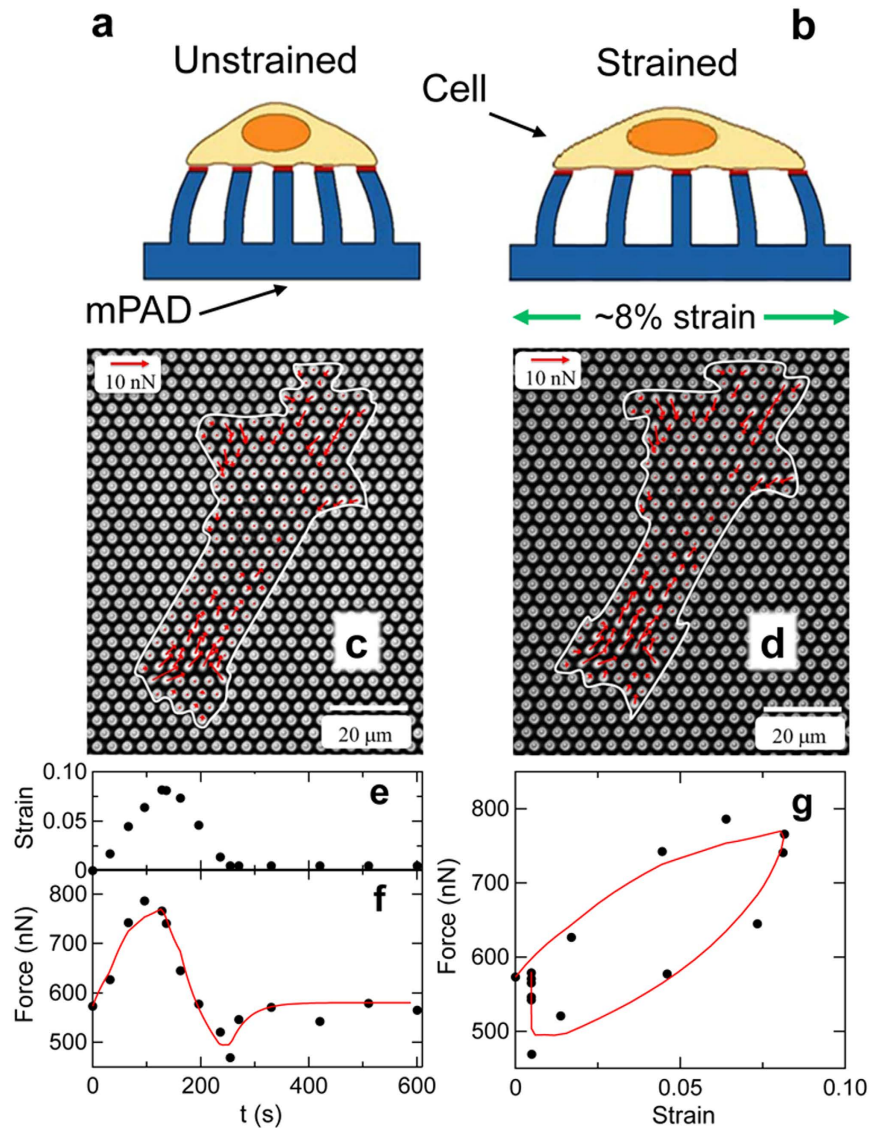 a
b
Unstrained
Strained
Cell
mPAD
~8% strain
10 nN
10 nN
c
d
20 μm
20 μm
0.10
0.05
0
Strain
e
800
700
600
500
Force (nN)
f
0
200
400
600
t (s)
800
700
600
500
Force (nN)
g
0
0.05
0.10
Strain